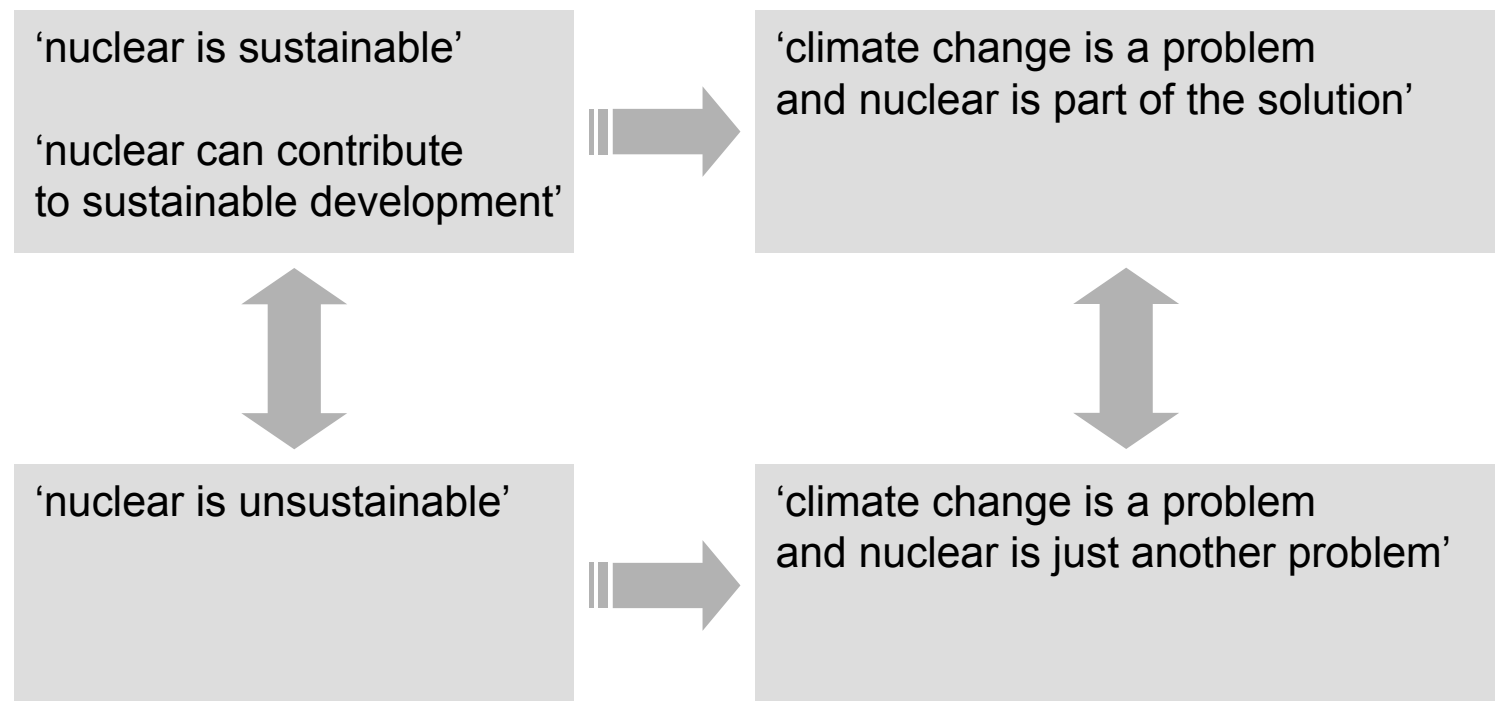 ‘nuclear is sustainable’
‘nuclear can contribute
to sustainable development’
‘climate change is a problem
and nuclear is part of the solution’
‘nuclear is unsustainable’
‘climate change is a problem
and nuclear is just another problem’